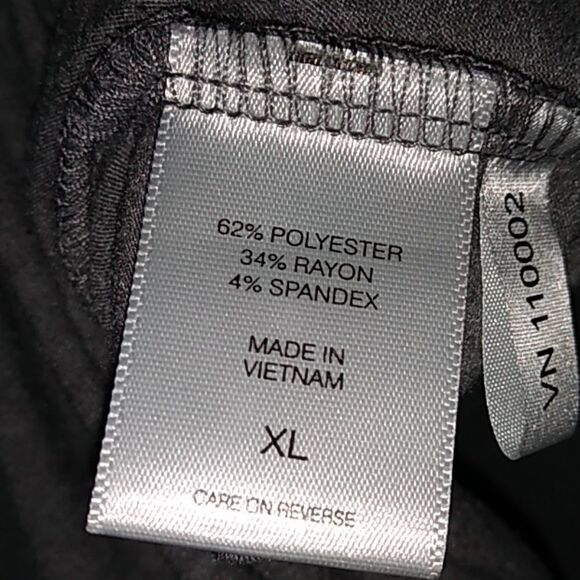 62% POLYESTER
34% RAYON
4% SPANDEX
MADE IN
VIETNAM
XL
CARE ON REVERSE
VN 110002